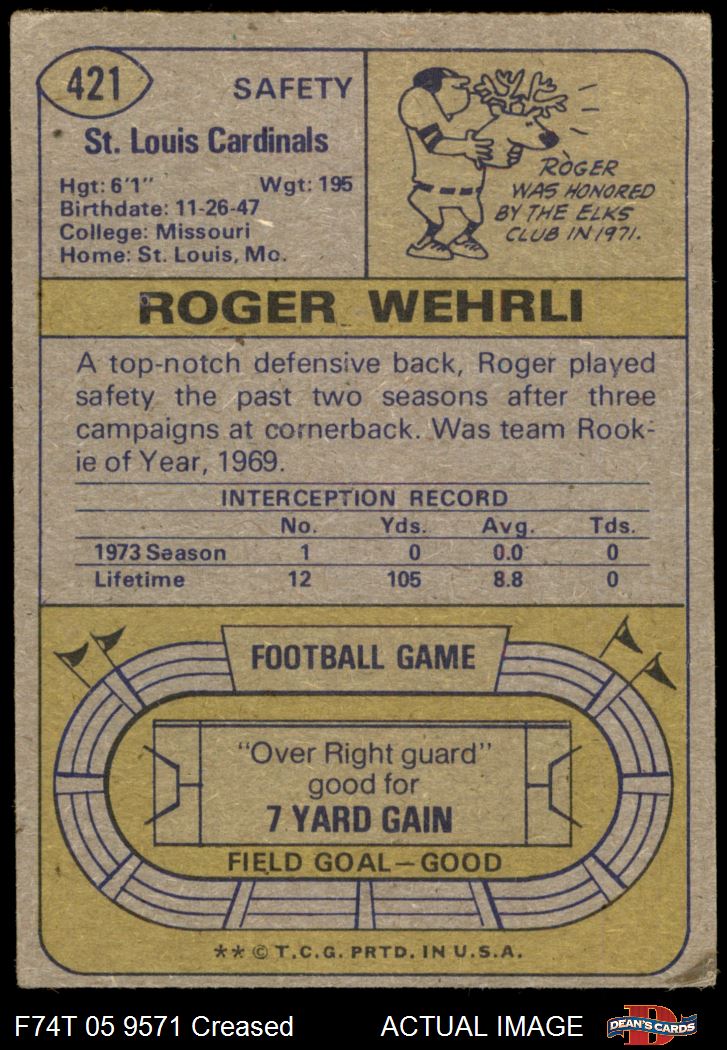 421
SAFETY
St. Louis Cardinals
Hgt: 6'1" Wgt: 195
Birthdate: 11-26-47
College: Missouri
Home: St. Louis, Mo.
ROGER
WAS HONORED
BY THE ELKS
CLUB IN 1971.
ROGER WEHRLI
A top-notch defensive back, Roger played
safety the past two seasons after three
campaigns at cornerback. Was team Rook-
ie of Year, 1969.
INTERCEPTION RECORD
No. Yds. Avg. Tds.
1973 Season 1 0 0.0 0
Lifetime 12 105 8.8 0
FOOTBALL GAME
"Over Right guard"
good for
7 YARD GAIN
FIELD GOAL—GOOD
** © T.C.G. PRTD. IN U.S.A.
F74T 05 9571 Creased ACTUAL IMAGE DEAN'S CARDS